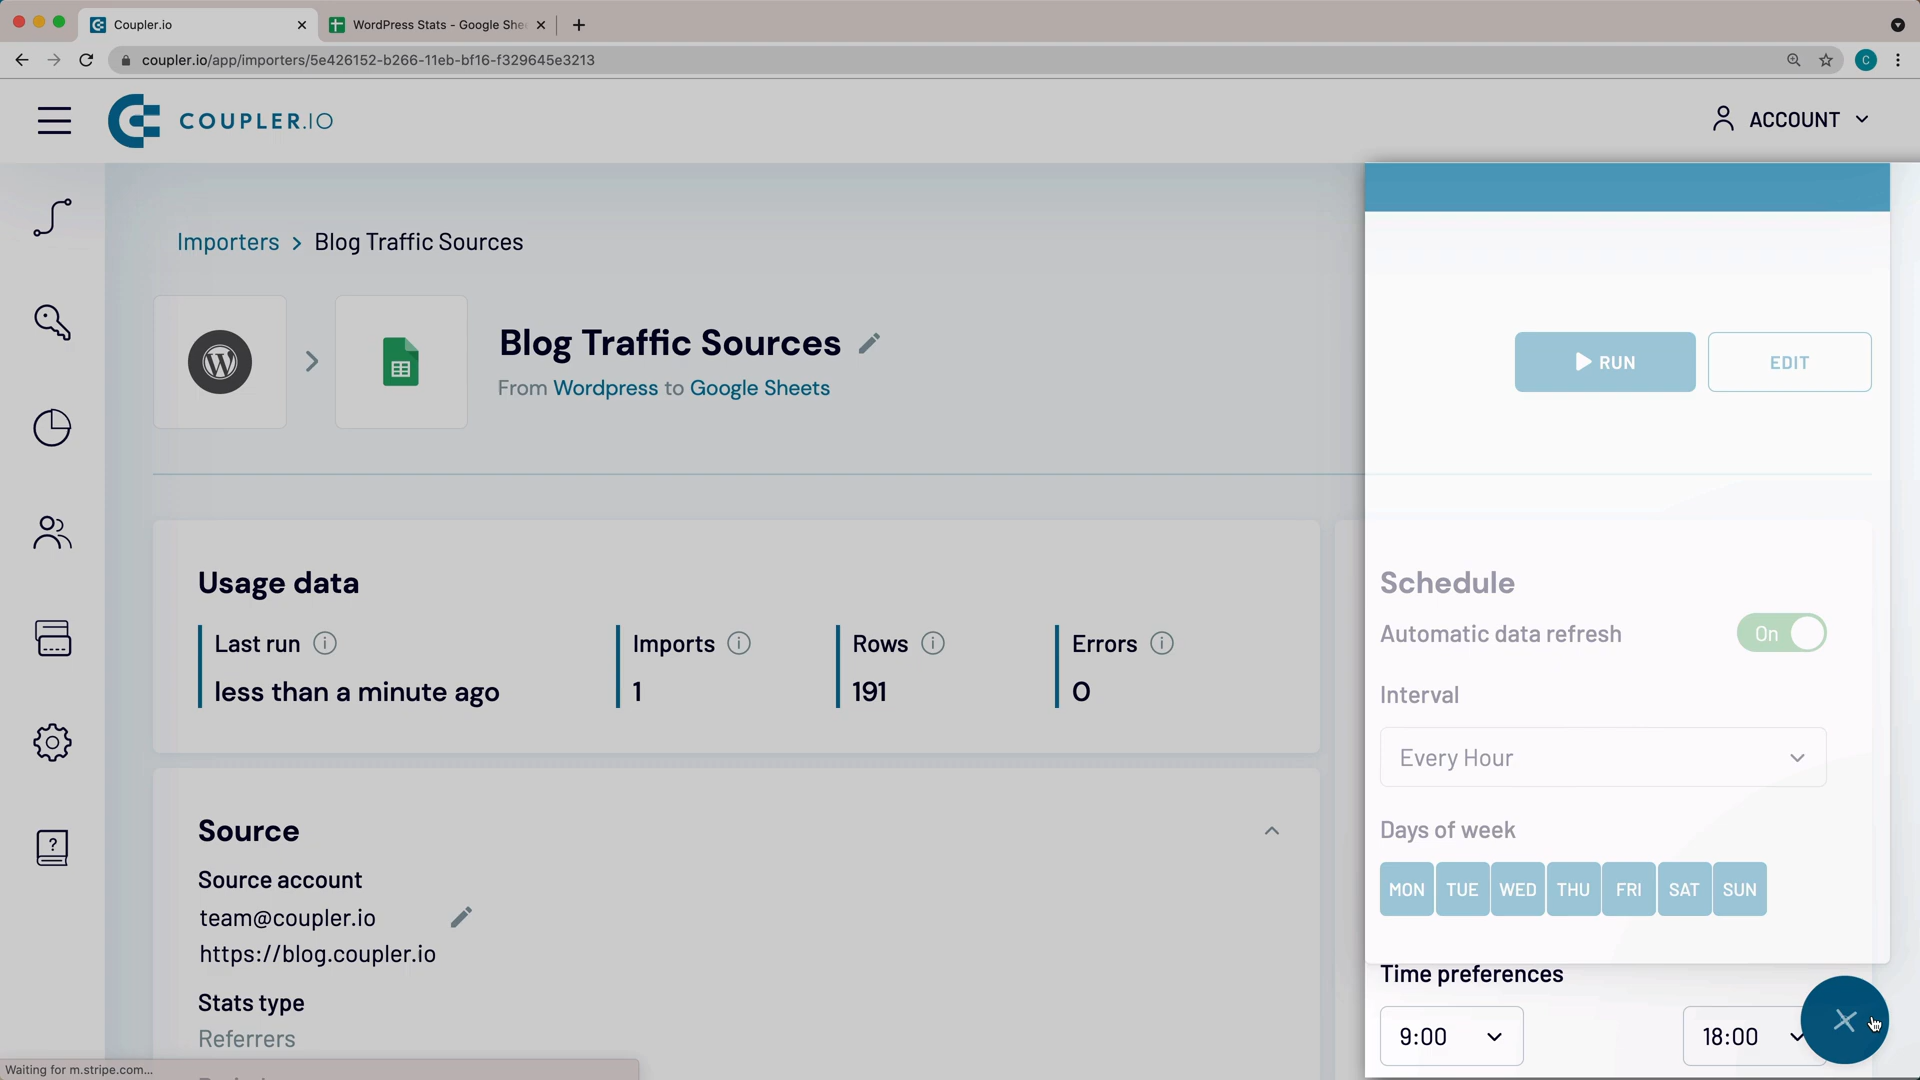 Coupler.io
WordPress Stats - Google She
coupler.io/app/importers/5e426152-b266-11eb-bf16-f329645e3213
C
COUPLER.IO
ACCOUNT
Importers > Blog Traffic Sources
Blog Traffic Sources
From Wordpress to Google Sheets
RUN
EDIT
Usage data
Last run
Imports
Rows
Errors
less than a minute ago
1
191
0
Schedule
Automatic data refresh
On
Interval
Every Hour
Days of week
MON TUE WED THU FRI SAT SUN
Time preferences
9:00
18:00
Source
Source account
team@coupler.io
https://blog.coupler.io
Stats type
Referrers
Waiting for m.stripe.com...